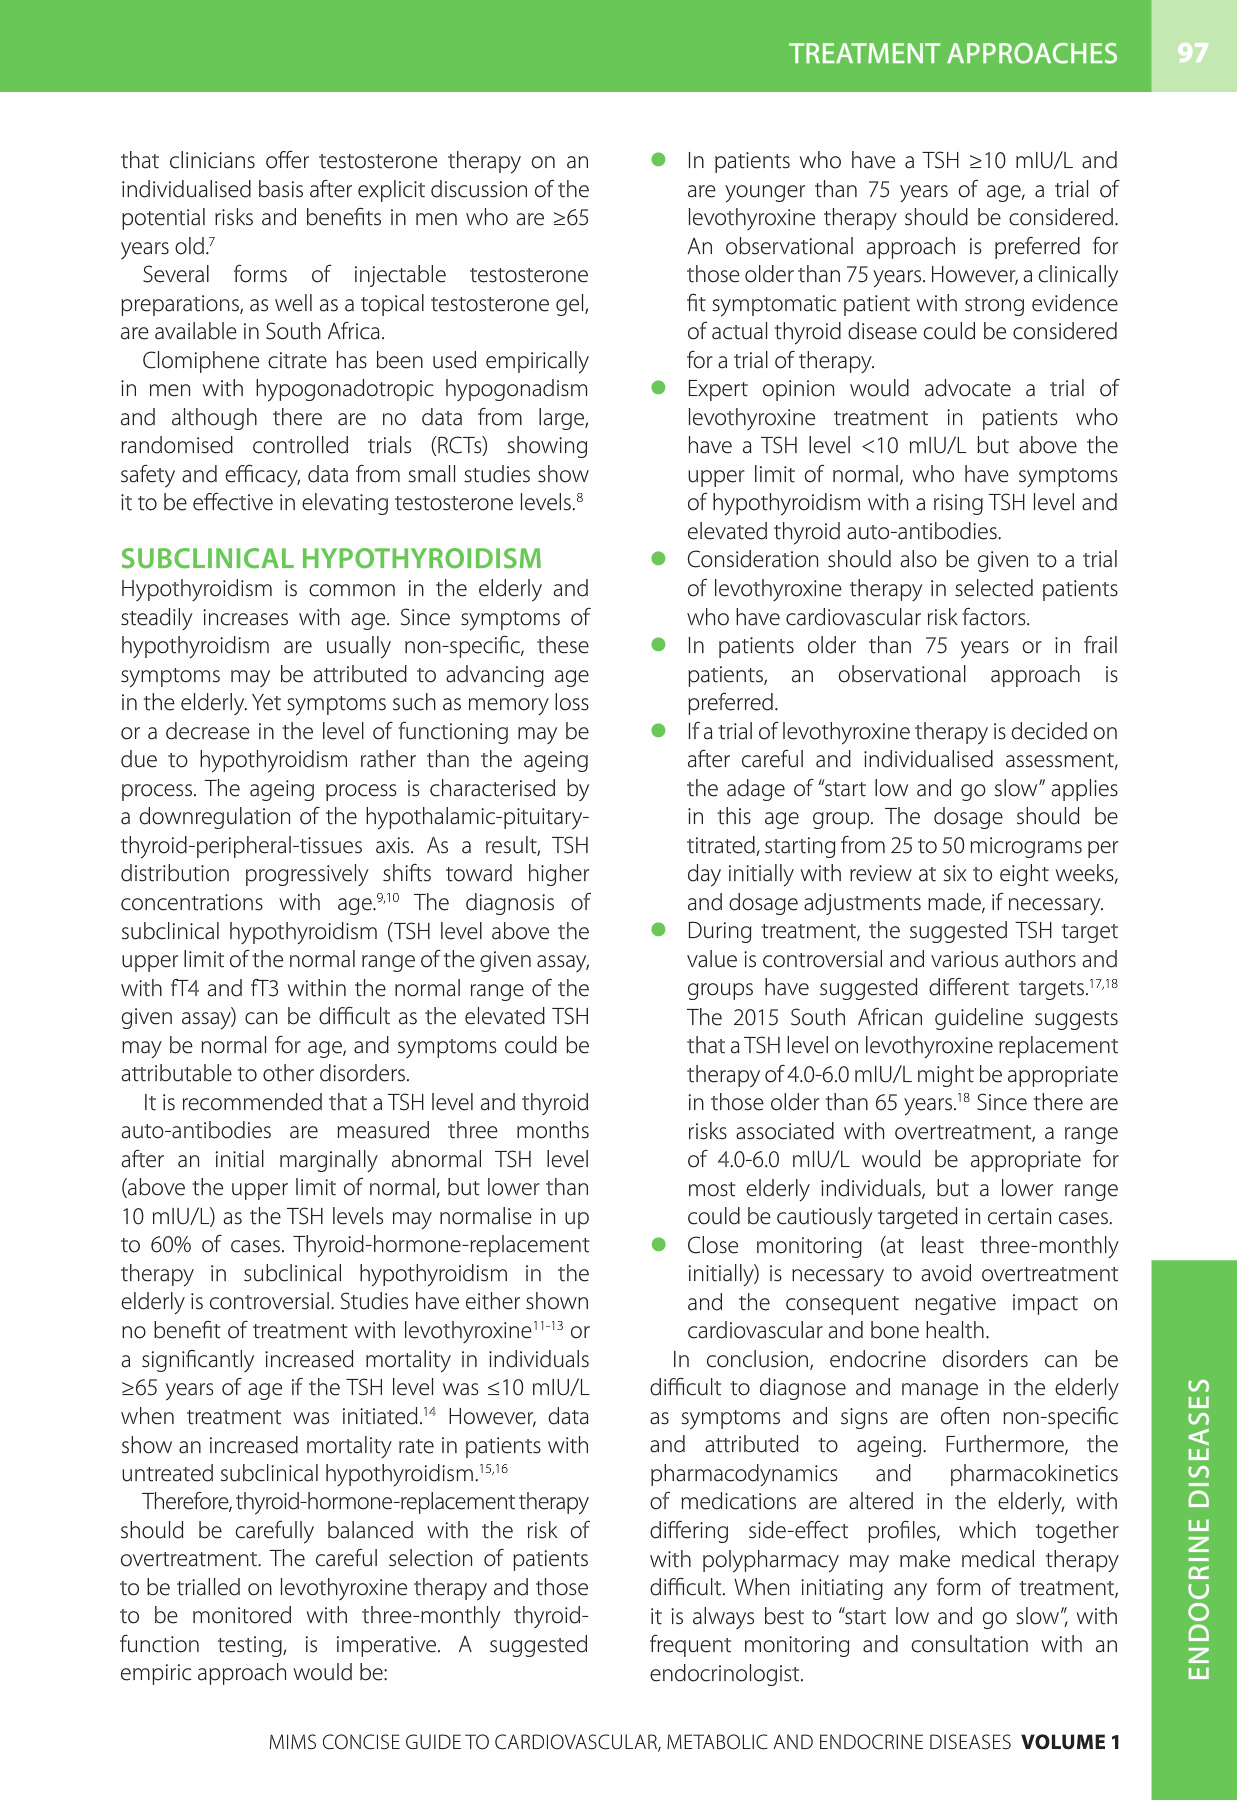 TREATMENT APPROACHES 97
that clinicians offer testosterone therapy on an
individualised basis after explicit discussion of the
potential risks and benefits in men who are ≥65
years old.7
Several forms of injectable testosterone
preparations, as well as a topical testosterone gel,
are available in South Africa.
Clomiphene citrate has been used empirically
in men with hypogonadotropic hypogonadism
and although there are no data from large,
randomised controlled trials (RCTs) showing
safety and efficacy, data from small studies show
it to be effective in elevating testosterone levels.8
SUBCLINICAL HYPOTHYROIDISM
Hypothyroidism is common in the elderly and
steadily increases with age. Since symptoms of
hypothyroidism are usually non-specific, these
symptoms may be attributed to advancing age
in the elderly. Yet symptoms such as memory loss
or a decrease in the level of functioning may be
due to hypothyroidism rather than the ageing
process. The ageing process is characterised by
a downregulation of the hypothalamic-pituitary-
thyroid-peripheral-tissues axis. As a result, TSH
distribution progressively shifts toward higher
concentrations with age.9,10 The diagnosis of
subclinical hypothyroidism (TSH level above the
upper limit of the normal range of the given assay,
with fT4 and fT3 within the normal range of the
given assay) can be difficult as the elevated TSH
may be normal for age, and symptoms could be
attributable to other disorders.
It is recommended that a TSH level and thyroid
auto-antibodies are measured three months
after an initial marginally abnormal TSH level
(above the upper limit of normal, but lower than
10 mIU/L) as the TSH levels may normalise in up
to 60% of cases. Thyroid-hormone-replacement
therapy in subclinical hypothyroidism in the
elderly is controversial. Studies have either shown
no benefit of treatment with levothyroxine11-13 or
a significantly increased mortality in individuals
≥65 years of age if the TSH level was ≤10 mIU/L
when treatment was initiated.14 However, data
show an increased mortality rate in patients with
untreated subclinical hypothyroidism.15,16
Therefore, thyroid-hormone-replacement therapy
should be carefully balanced with the risk of
overtreatment. The careful selection of patients
to be trialled on levothyroxine therapy and those
to be monitored with three-monthly thyroid-
function testing, is imperative. A suggested
empiric approach would be:
● In patients who have a TSH ≥10 mIU/L and
are younger than 75 years of age, a trial of
levothyroxine therapy should be considered.
An observational approach is preferred for
those older than 75 years. However, a clinically
fit symptomatic patient with strong evidence
of actual thyroid disease could be considered
for a trial of therapy.
● Expert opinion would advocate a trial of
levothyroxine treatment in patients who
have a TSH level <10 mIU/L but above the
upper limit of normal, who have symptoms
of hypothyroidism with a rising TSH level and
elevated thyroid auto-antibodies.
● Consideration should also be given to a trial
of levothyroxine therapy in selected patients
who have cardiovascular risk factors.
● In patients older than 75 years or in frail
patients, an observational approach is
preferred.
● If a trial of levothyroxine therapy is decided on
after careful and individualised assessment,
the adage of “start low and go slow” applies
in this age group. The dosage should be
titrated, starting from 25 to 50 micrograms per
day initially with review at six to eight weeks,
and dosage adjustments made, if necessary.
● During treatment, the suggested TSH target
value is controversial and various authors and
groups have suggested different targets.17,18
The 2015 South African guideline suggests
that a TSH level on levothyroxine replacement
therapy of 4.0-6.0 mIU/L might be appropriate
in those older than 65 years.18 Since there are
risks associated with overtreatment, a range
of 4.0-6.0 mIU/L would be appropriate for
most elderly individuals, but a lower range
could be cautiously targeted in certain cases.
● Close monitoring (at least three-monthly
initially) is necessary to avoid overtreatment
and the consequent negative impact on
cardiovascular and bone health.
In conclusion, endocrine disorders can be
difficult to diagnose and manage in the elderly
as symptoms and signs are often non-specific
and attributed to ageing. Furthermore, the
pharmacodynamics and pharmacokinetics
of medications are altered in the elderly, with
differing side-effect profiles, which together
with polypharmacy may make medical therapy
difficult. When initiating any form of treatment,
it is always best to “start low and go slow”, with
frequent monitoring and consultation with an
endocrinologist.
ENDOCRINE DISEASES
MIMS CONCISE GUIDE TO CARDIOVASCULAR, METABOLIC AND ENDOCRINE DISEASES VOLUME 1